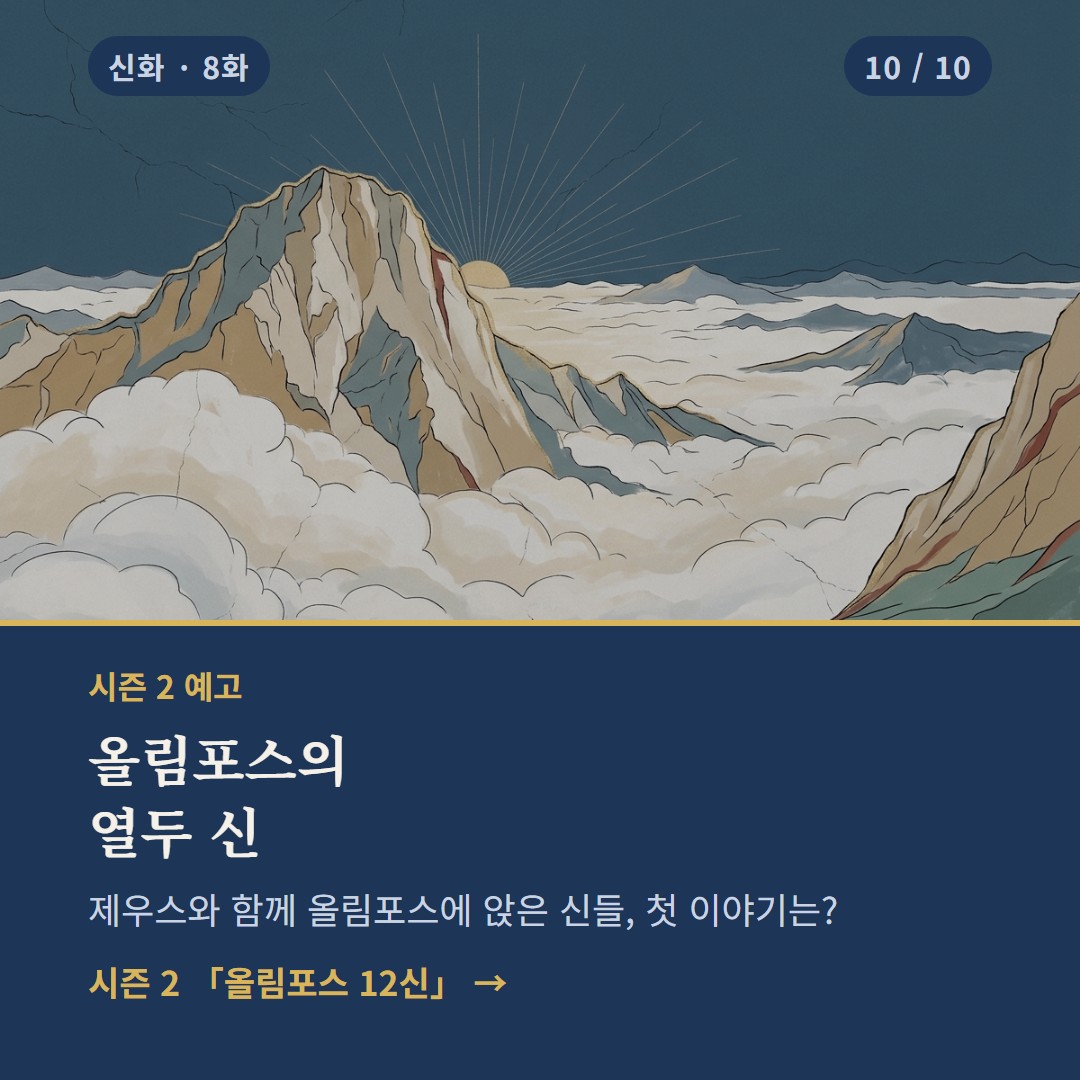 신화 · 8화
10 / 10
시즌 2 예고
올림포스의
열두 신
제우스와 함께 올림포스에 앉은 신들, 첫 이야기는?
시즌 2 「올림포스 12신」 →